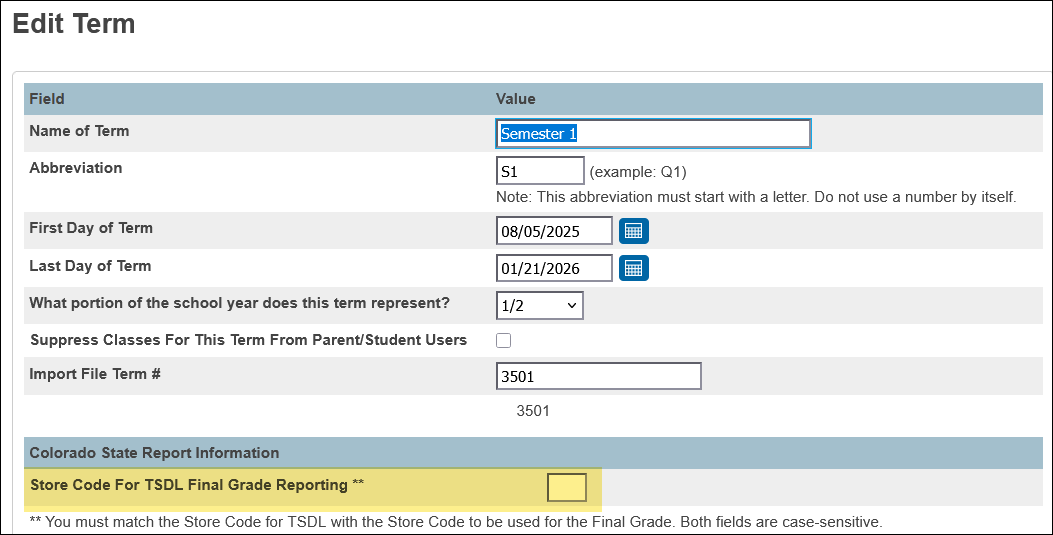 Edit Term
Field Value
Name of Term Semester 1
Abbreviation S1 (example: Q1)
Note: This abbreviation must start with a letter. Do not use a number by itself.
First Day of Term 08/05/2025
Last Day of Term 01/21/2026
What portion of the school year does this term represent? 1/2
Suppress Classes For This Term From Parent/Student Users
Import File Term # 3501
3501
Colorado State Report Information
Store Code For TSDL Final Grade Reporting **
** You must match the Store Code for TSDL with the Store Code to be used for the Final Grade. Both fields are case-sensitive.